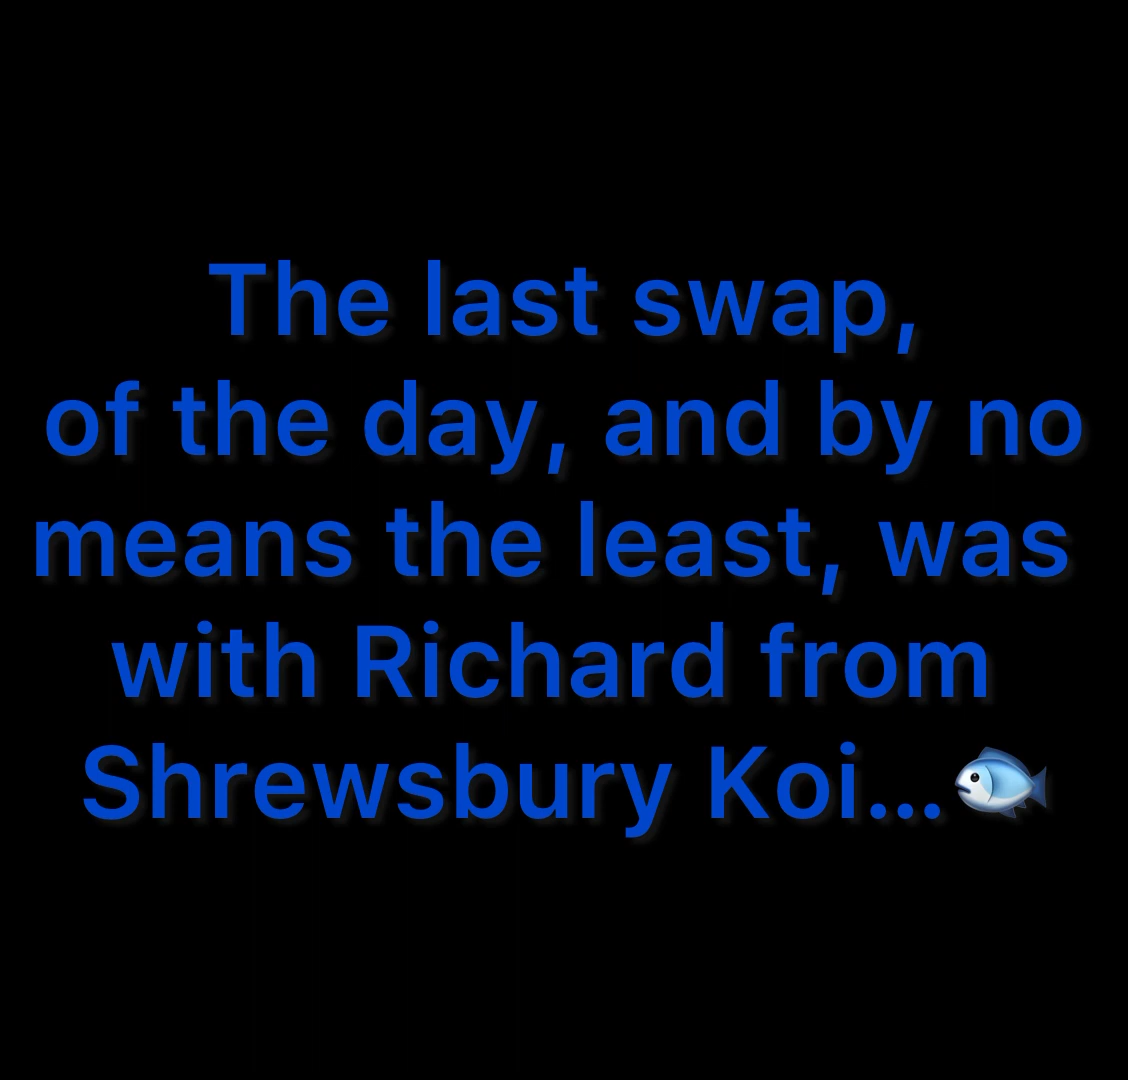 The last swap,
of the day, and by no
means the least, was
with Richard from
Shrewsbury Koi...🐟